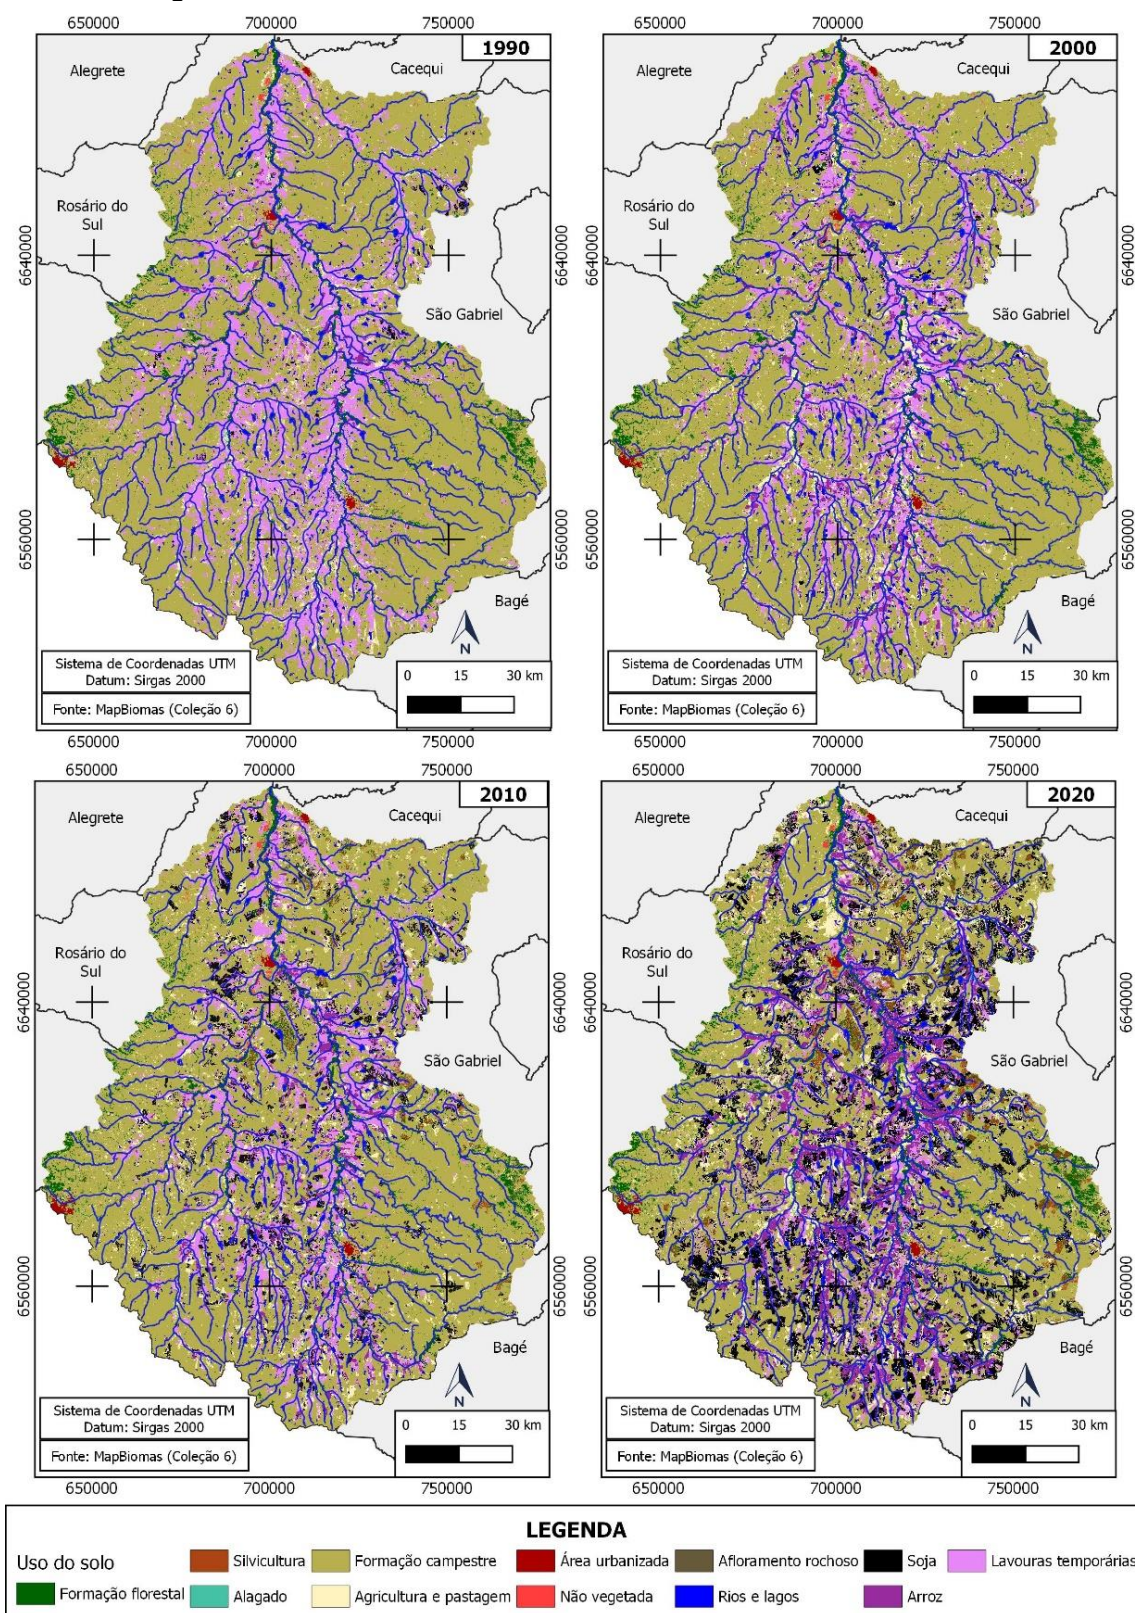 650000 700000 750000
1990
Alegrete
Cacequi
Rosário do
Sul
São Gabriel
Bagé
6640000
6560000
N
Sistema de Coordenadas UTM
Datum: Sirgas 2000
Fonte: MapBiomas (Coleção 6)
0 15 30 km
650000 700000 750000
650000 700000 750000
2000
Alegrete
Cacequi
Rosário do
Sul
São Gabriel
Bagé
6640000
6640000
6560000
6560000
N
Sistema de Coordenadas UTM
Datum: Sirgas 2000
Fonte: MapBiomas (Coleção 6)
0 15 30 km
650000 700000 750000
650000 700000 750000
2010
Alegrete
Cacequi
Rosário do
Sul
São Gabriel
Bagé
6640000
6560000
N
Sistema de Coordenadas UTM
Datum: Sirgas 2000
Fonte: MapBiomas (Coleção 6)
0 15 30 km
650000 700000 750000
650000 700000 750000
2020
Alegrete
Cacequi
Rosário do
Sul
São Gabriel
Bagé
6640000
6640000
6560000
6560000
N
Sistema de Coordenadas UTM
Datum: Sirgas 2000
Fonte: MapBiomas (Coleção 6)
0 15 30 km
650000 700000 750000
LEGENDA
Uso do solo
Silvicultura Formação campestre Área urbanizada Afloramento rochoso Soja Lavouras temporárias
Formação florestal Alagado Agricultura e pastagem Não vegetada Rios e lagos Arroz